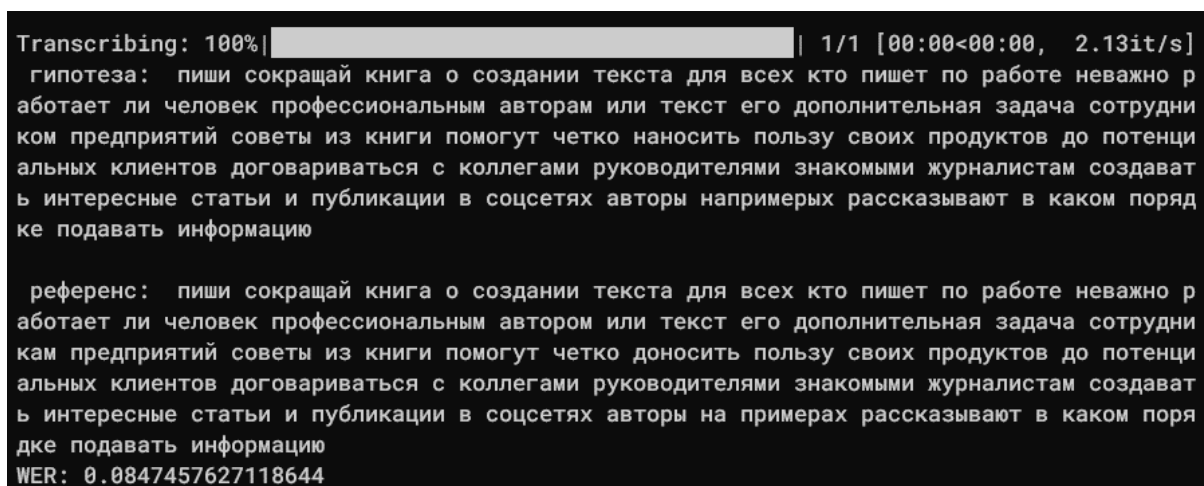 Transcribing: 100%|██████████| 1/1 [00:00<00:00, 2.13it/s]
гипотеза: пиши сокращай книга о создании текста для всех кто пишет по работе неважно р
аботает ли человек профессиональным авторам или текст его дополнительная задача сотрудни
ком предприятий советы из книги помогут четко наносить пользу своих продуктов до потенци
альных клиентов договариваться с коллегами руководителями знакомыми журналистам создават
ь интересные статьи и публикации в соцсетях авторы напримерых рассказывают в каком поряд
ке подавать информацию
референс: пиши сокращай книга о создании текста для всех кто пишет по работе неважно р
аботает ли человек профессиональным автором или текст его дополнительная задача сотрудни
кам предприятий советы из книги помогут четко доносить пользу своих продуктов до потенци
альных клиентов договариваться с коллегами руководителями знакомыми журналистам создават
ь интересные статьи и публикации в соцсетях авторы на примерах рассказывают в каком поря
дке подавать информацию
WER: 0.0847457627118644